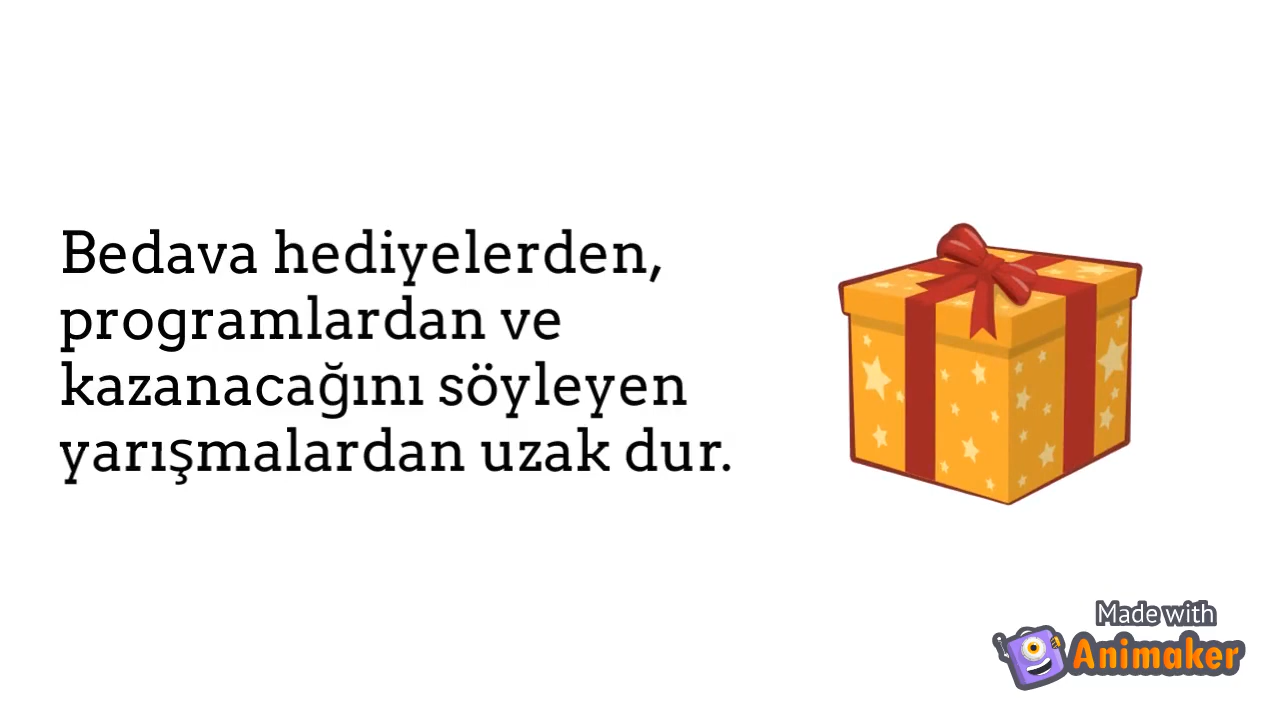 Bedava hediyelerden,
programlardan ve
kazanacağını söyleyen
yarışmalardan uzak dur.
Made with
Animaker